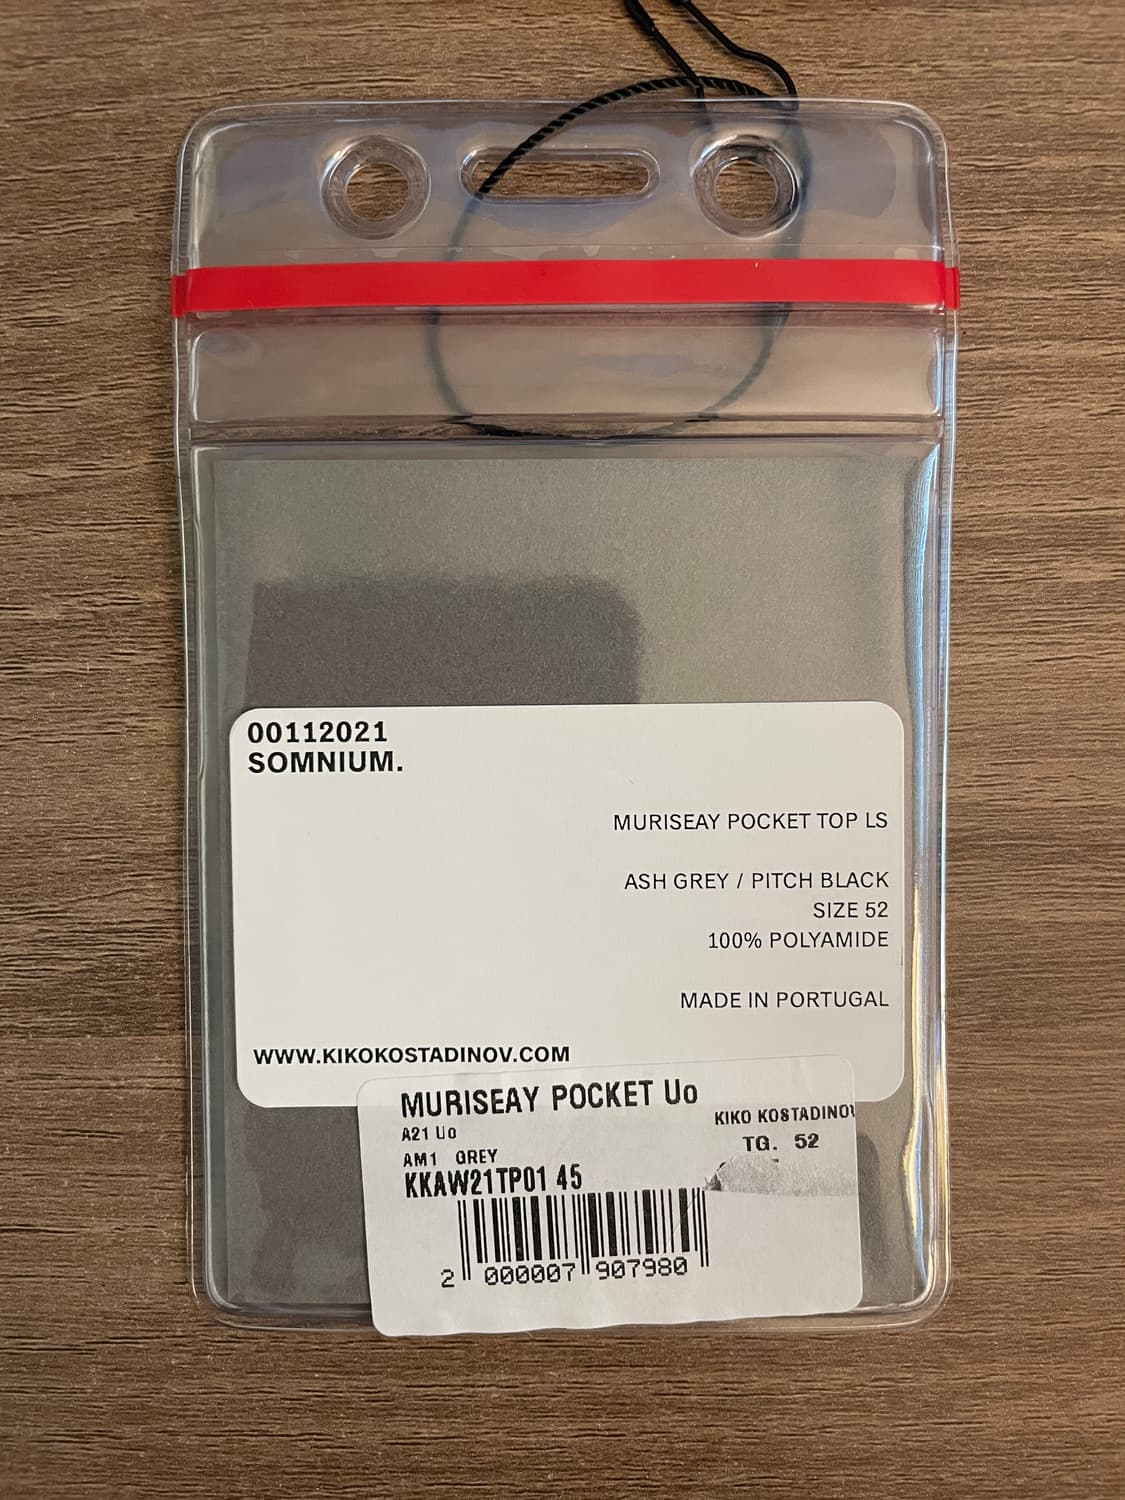 00112021
SOMNIUM.
MURISEAY POCKET TOP LS
ASH GREY / PITCH BLACK
SIZE 52
100% POLYAMIDE
MADE IN PORTUGAL
WWW.KIKOKOSTADINOV.COM
MURISEAY POCKET Uo
KIKO KOSTADINOV
A21 Uo
TG. 52
AM1 GREY
KKAW21TP01 45
2 000007 907980